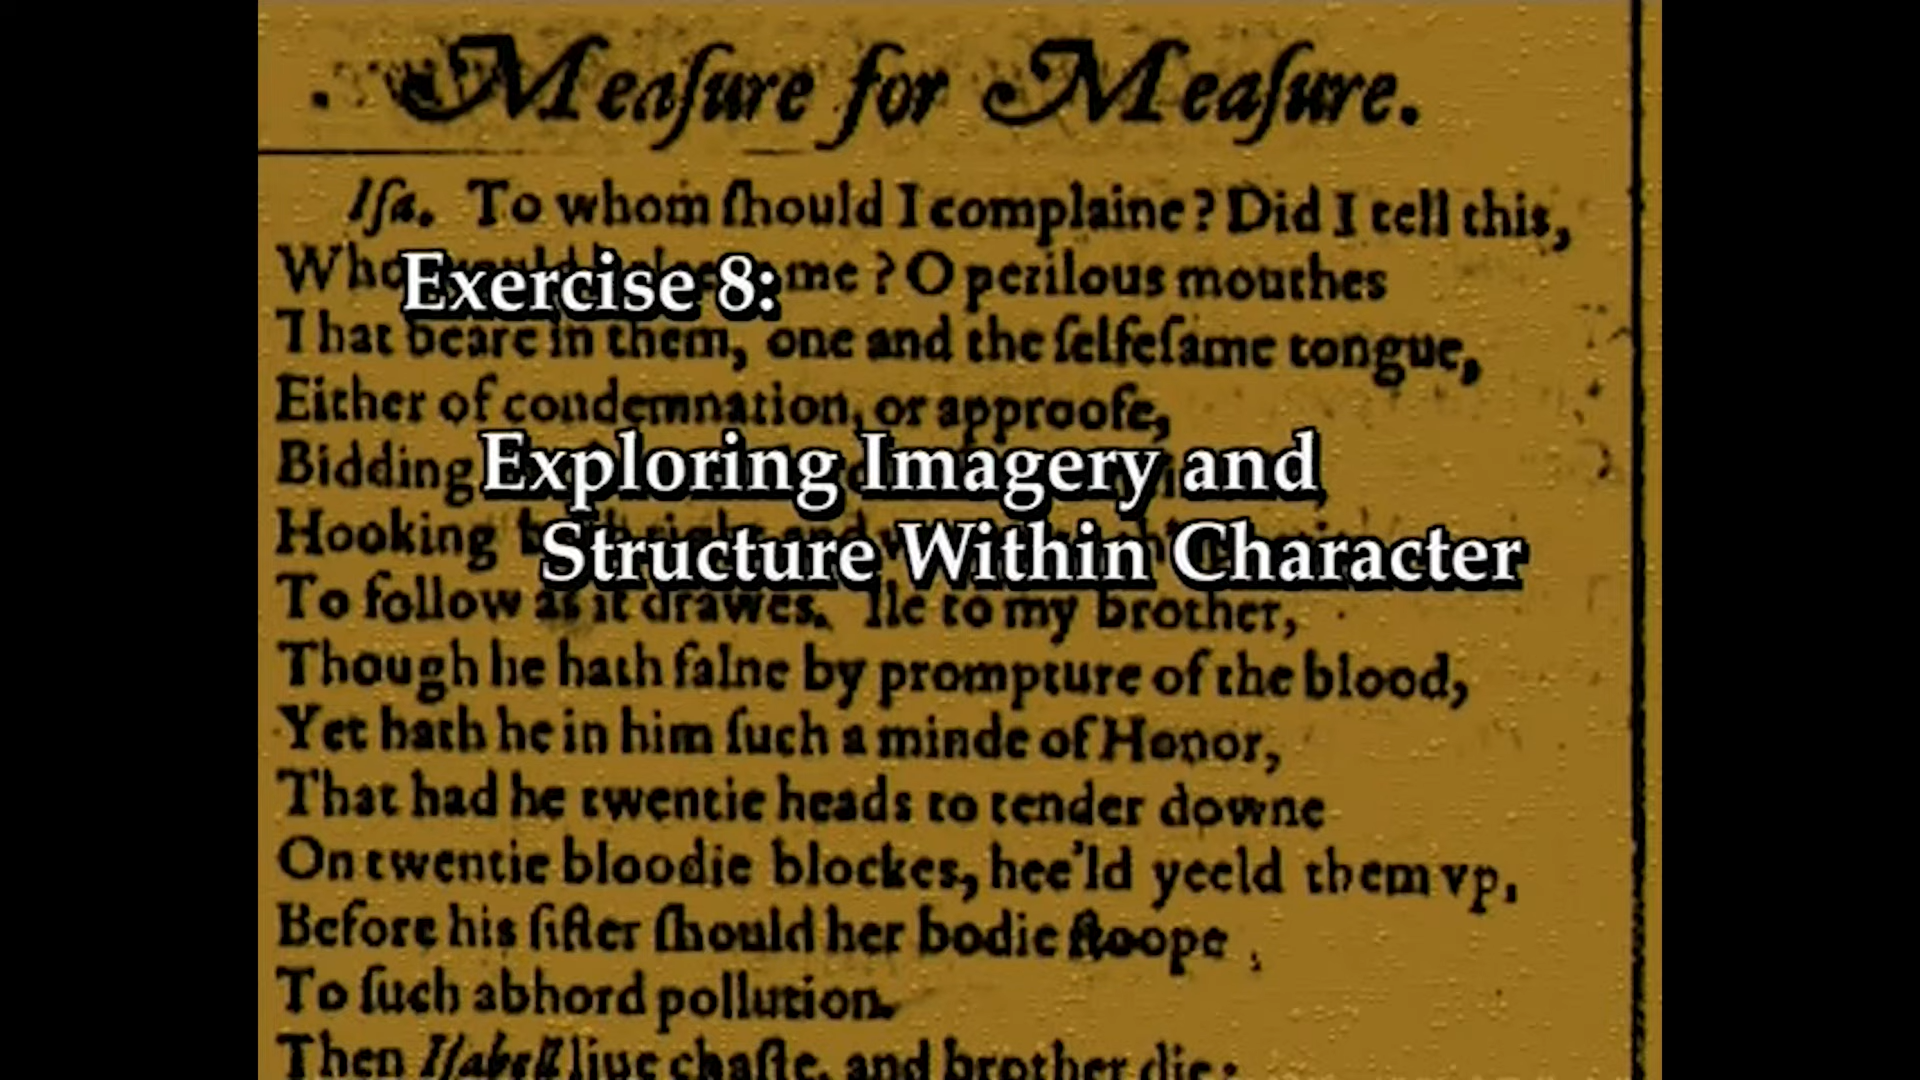 Meaſure for Meaſure.
Iſa. To whom ſhould I complaine? Did I tell this,
Who me? O perilous mouthes
Exercise 8:
That beare in them, one and the ſelfeſame tongue,
Either of condemnation, or approofe,
Bidding
Exploring Imagery and
Hooking
Structure Within Character
To follow as it drawes. Ile to my brother,
Though he hath falne by prompture of the blood,
Yet hath he in him ſuch a minde of Honor,
That had he twentie heads to tender downe
On twentie bloodie blockes, hee'ld yeeld them vp,
Before his ſiſter ſhould her bodie ſtoope
To ſuch abhord pollution.
Then Iſabell liue chaſte, and brother die: